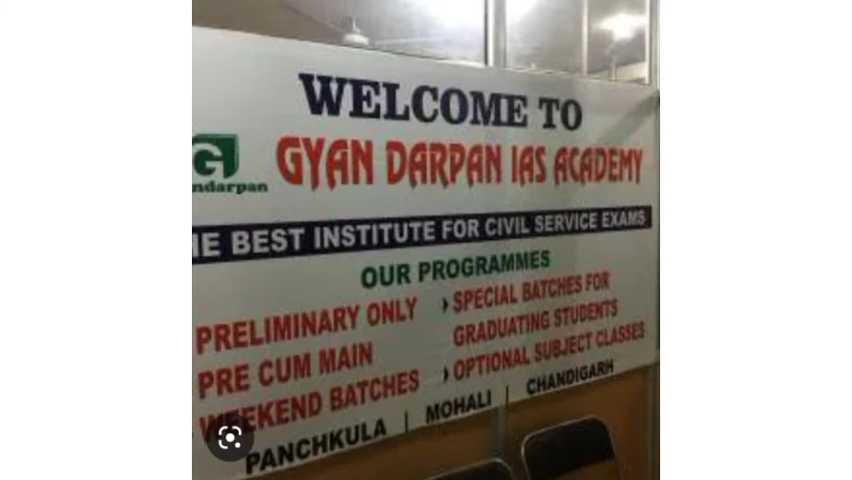 WELCOME TO
G
ndarpan
GYAN DARPAN IAS ACADEMY
HE BEST INSTITUTE FOR CIVIL SERVICE EXAMS
OUR PROGRAMMES
PRELIMINARY ONLY
PRE CUM MAIN
WEEKEND BATCHES
SPECIAL BATCHES FOR
GRADUATING STUDENTS
OPTIONAL SUBJECT CLASSES
PANCHKULA | MOHALI | CHANDIGARH